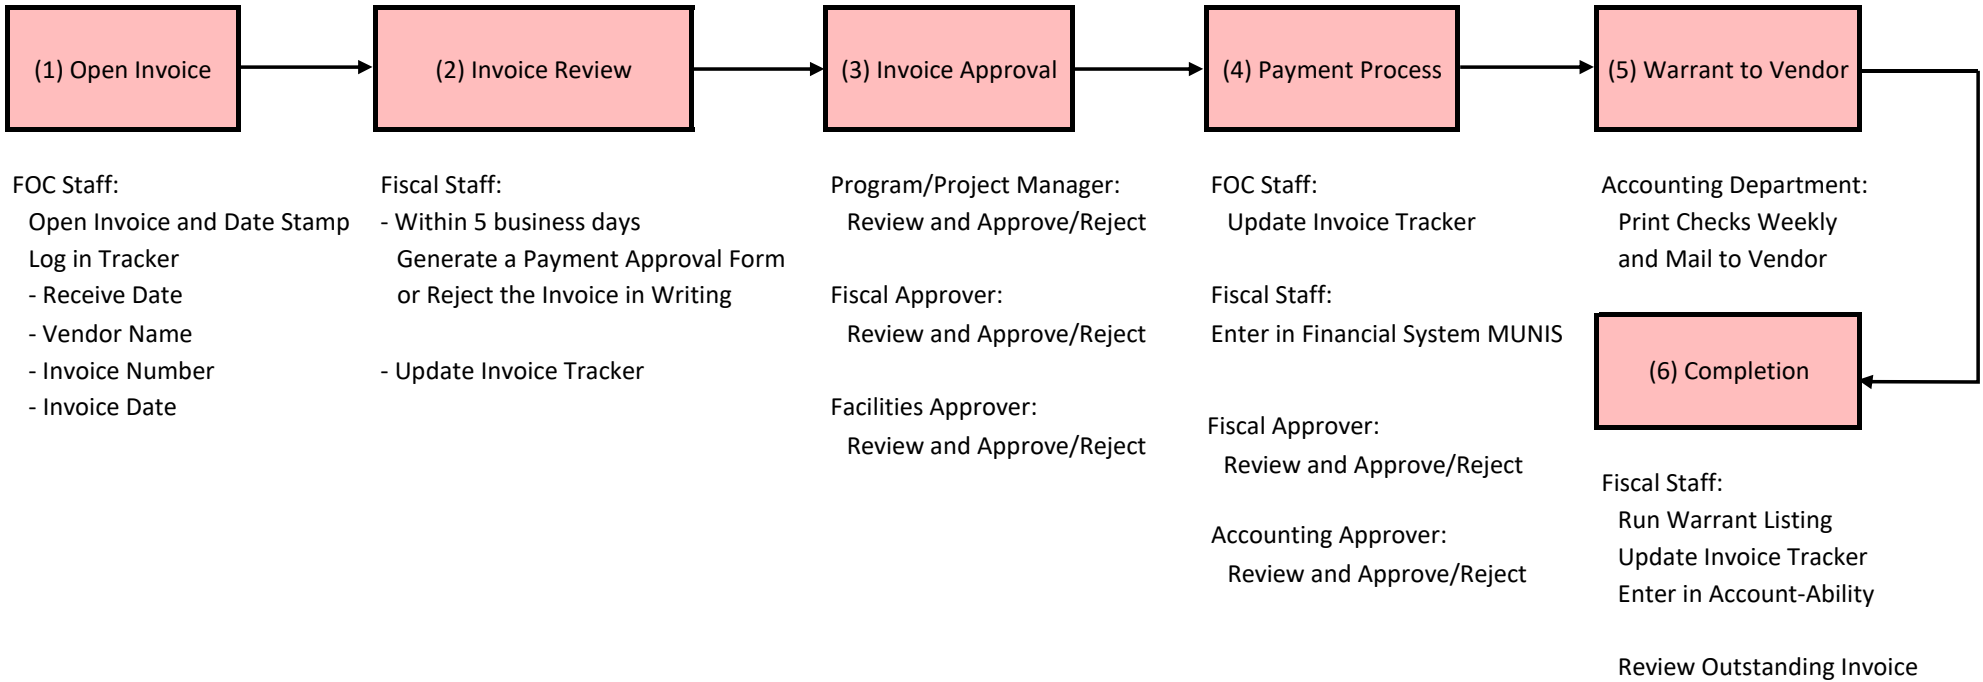 (1) Open Invoice
(2) Invoice Review
(3) Invoice Approval
(4) Payment Process
(5) Warrant to Vendor
FOC Staff:
Open Invoice and Date Stamp
Log in Tracker
- Receive Date
- Vendor Name
- Invoice Number
- Invoice Date
Fiscal Staff:
- Within 5 business days
Generate a Payment Approval Form
or Reject the Invoice in Writing
- Update Invoice Tracker
Program/Project Manager:
Review and Approve/Reject
Fiscal Approver:
Review and Approve/Reject
Facilities Approver:
Review and Approve/Reject
FOC Staff:
Update Invoice Tracker
Fiscal Staff:
Enter in Financial System MUNIS
Fiscal Approver:
Review and Approve/Reject
Accounting Approver:
Review and Approve/Reject
Accounting Department:
Print Checks Weekly
and Mail to Vendor
(6) Completion
Fiscal Staff:
Run Warrant Listing
Update Invoice Tracker
Enter in Account-Ability
Review Outstanding Invoice